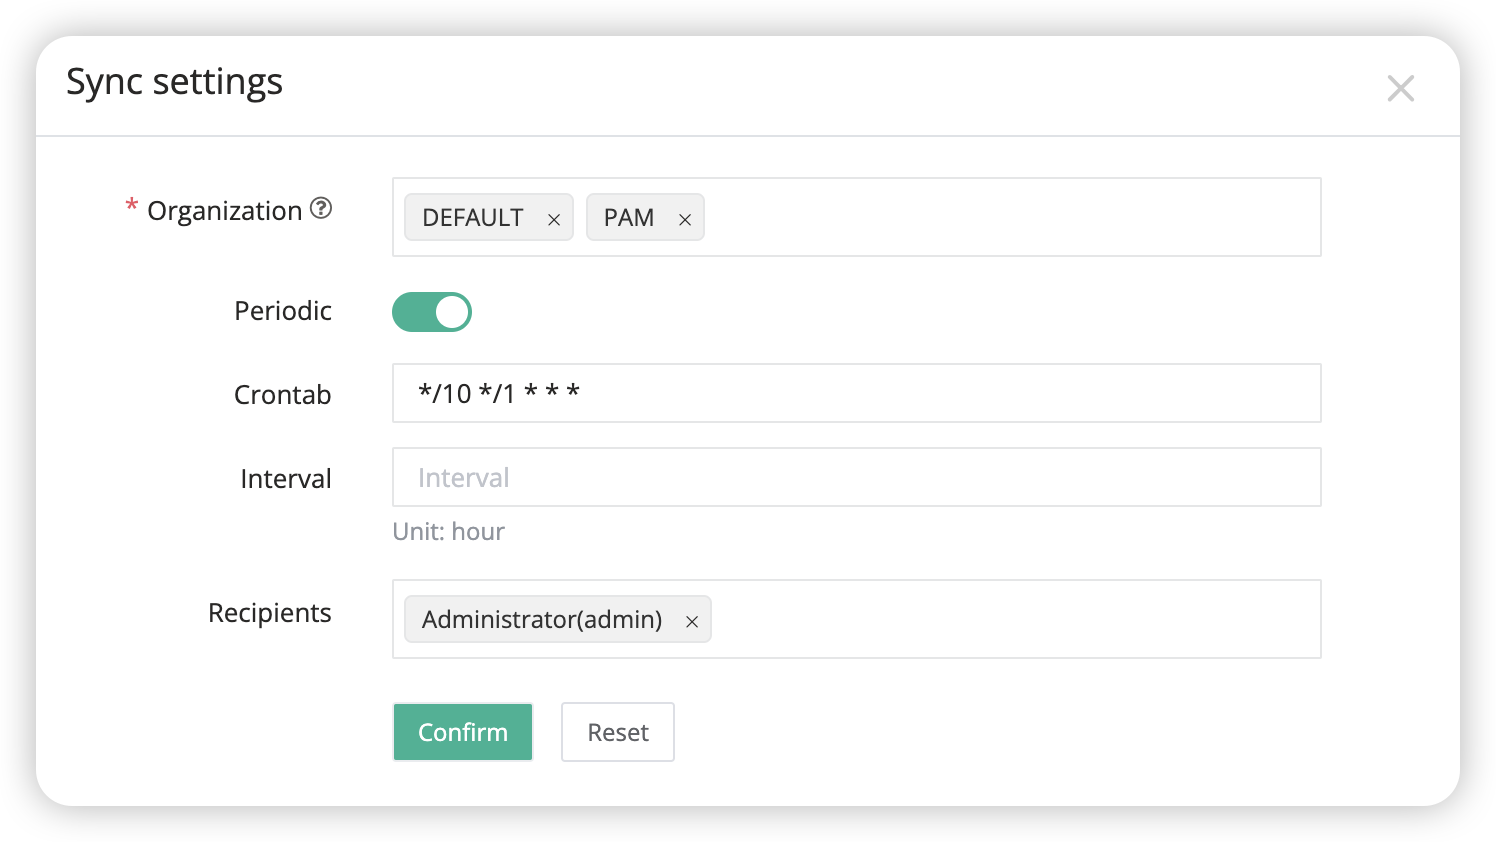 Sync settings
* Organization ?
DEFAULT × PAM ×
Periodic
Crontab */10 */1 * * *
Interval Interval
Unit: hour
Recipients Administrator(admin) ×
Confirm Reset